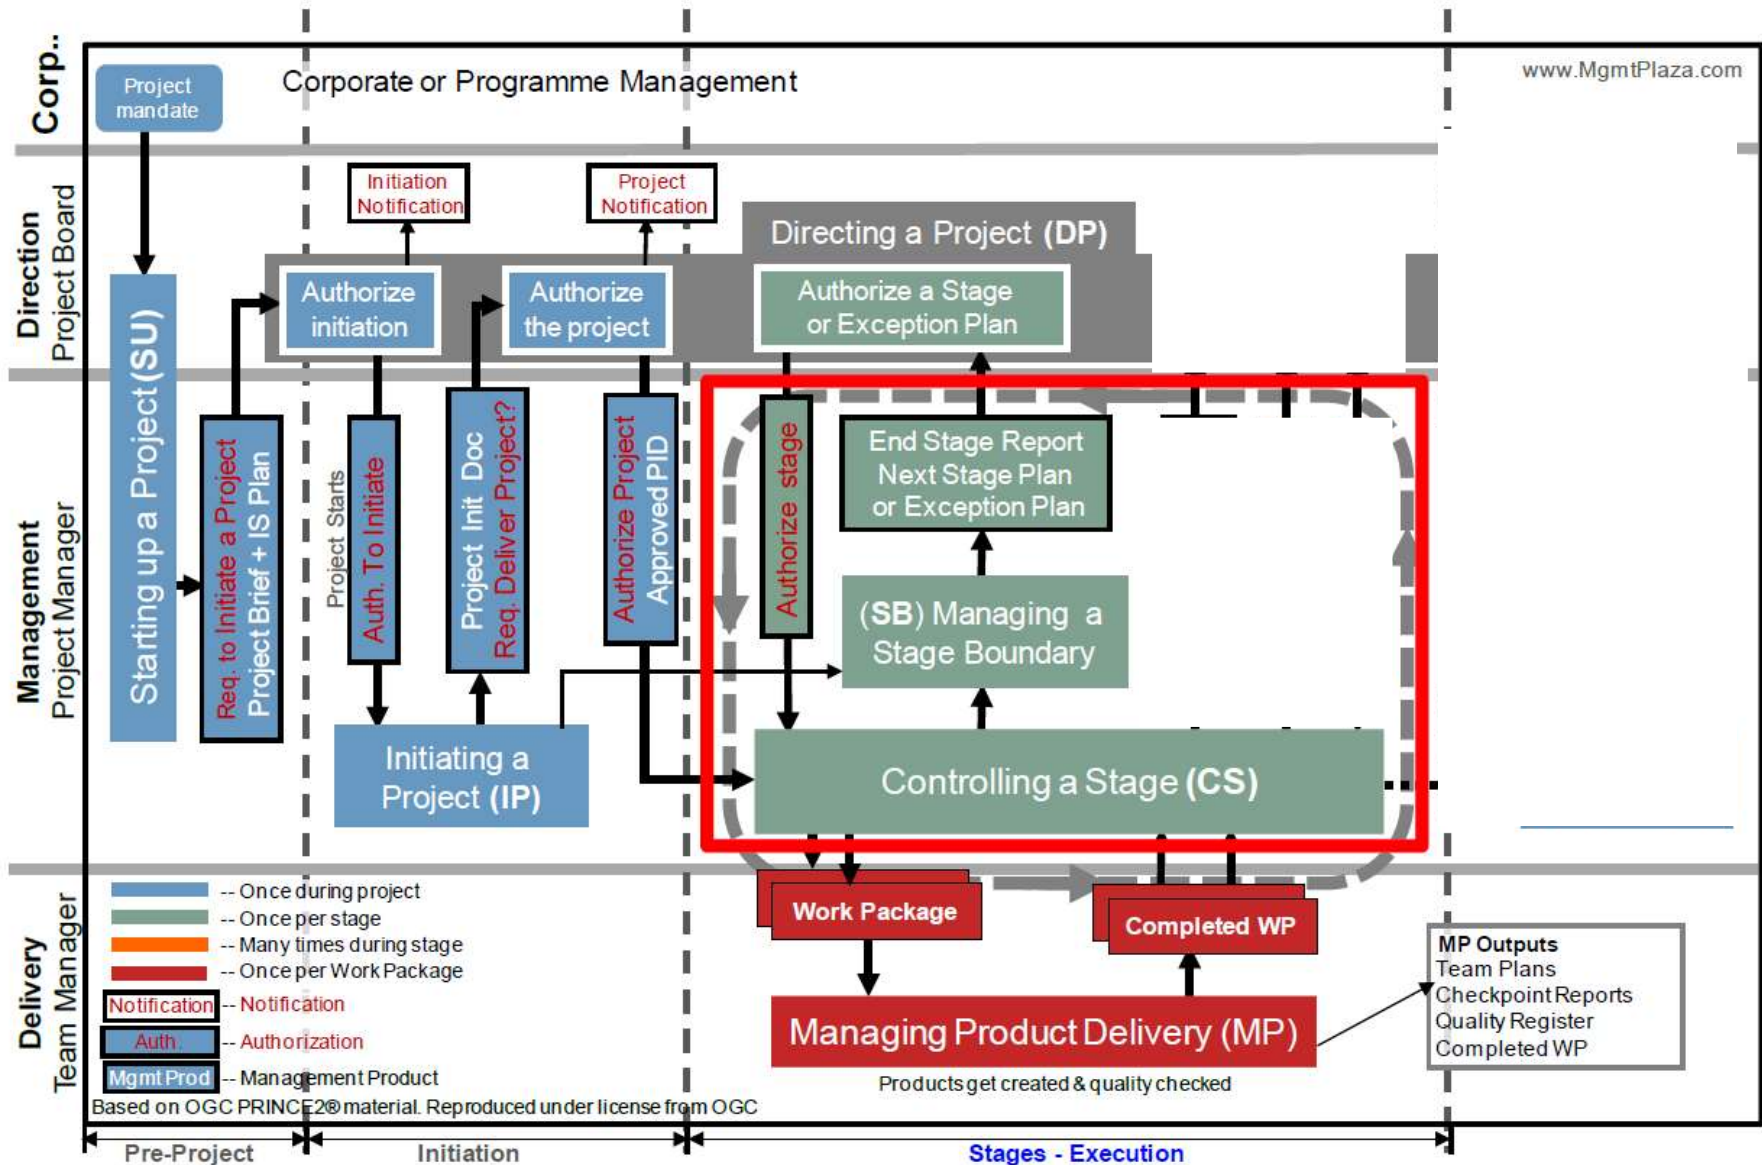 Corp..
Project
mandate
Corporate or Programme Management
www.MgmtPlaza.com
Direction
Project Board
Initiation
Notification
Project
Notification
Directing a Project (DP)
Authorize
initiation
Authorize
the project
Authorize a Stage
or Exception Plan
Management
Project Manager
Starting up a Project (SU)
Req. to Initiate a Project
Project Brief + IS Plan
Project Starts
Auth. To Initiate
Project Init Doc
Req. Deliver Project?
Authorize Project
Approved PID
Authorize stage
End Stage Report
Next Stage Plan
or Exception Plan
(SB) Managing a
Stage Boundary
Initiating a
Project (IP)
Controlling a Stage (CS)
Delivery
Team Manager
-- Once during project
-- Once per stage
-- Many times during stage
-- Once per Work Package
Notification -- Notification
Auth. -- Authorization
Mgmt Prod -- Management Product
Work Package
Completed WP
Managing Product Delivery (MP)
Products get created & quality checked
MP Outputs
Team Plans
Checkpoint Reports
Quality Register
Completed WP
Based on OGC PRINCE2® material. Reproduced under license from OGC
Pre-Project
Initiation
Stages - Execution